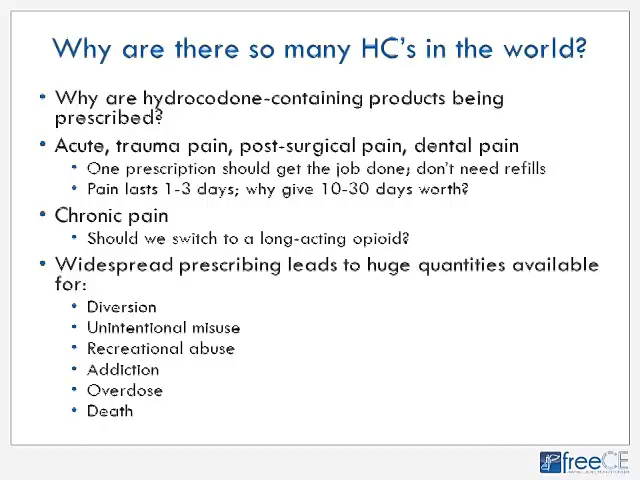 Why are there so many HC's in the world?
• Why are hydrocodone-containing products being
prescribed?
• Acute, trauma pain, post-surgical pain, dental pain
• One prescription should get the job done; don't need refills
• Pain lasts 1-3 days; why give 10-30 days worth?
• Chronic pain
• Should we switch to a long-acting opioid?
• Widespread prescribing leads to huge quantities available
for:
• Diversion
• Unintentional misuse
• Recreational abuse
• Addiction
• Overdose
• Death
freeCE